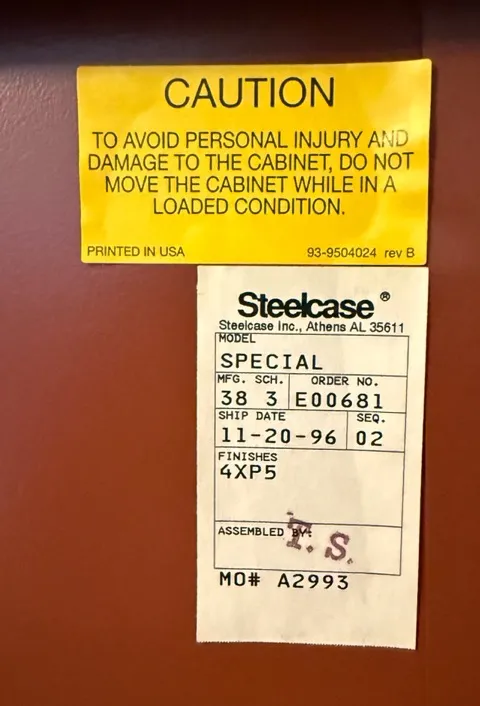 CAUTION
TO AVOID PERSONAL INJURY AND
DAMAGE TO THE CABINET, DO NOT
MOVE THE CABINET WHILE IN A
LOADED CONDITION.
PRINTED IN USA 93-9504024 rev B
Steelcase ®
Steelcase Inc., Athens AL 35611
MODEL
SPECIAL
MFG. SCH. ORDER NO.
38 3 E00681
SHIP DATE SEQ.
11-20-96 02
FINISHES
4XP5
ASSEMBLED BY:
T. S.
MO# A2993